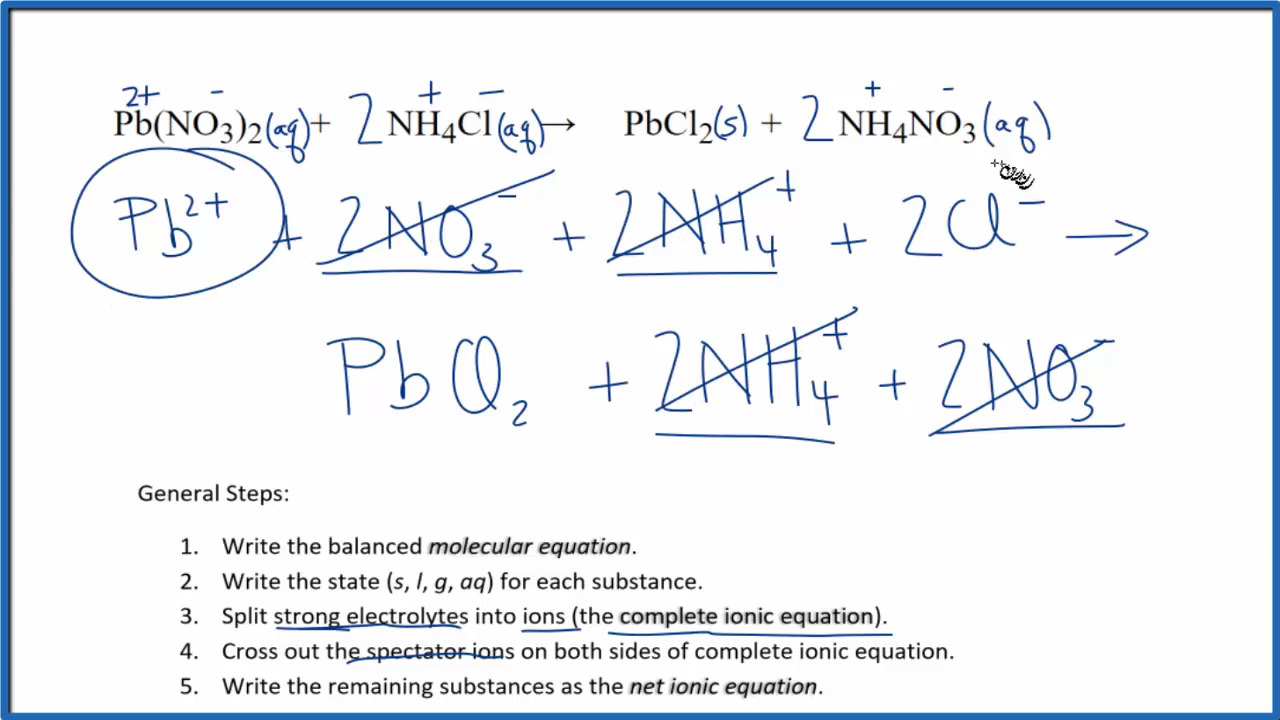 Pb(NO₃)₂(aq) + 2 NH₄Cl(aq) → PbCl₂(s) + 2 NH₄NO₃(aq)
2+ - + - + -
Pb²⁺ + 2NO₃⁻ + 2NH₄⁺ + 2Cl⁻ →
PbCl₂ + 2NH₄⁺ + 2NO₃⁻
General Steps:
1. Write the balanced molecular equation.
2. Write the state (s, l, g, aq) for each substance.
3. Split strong electrolytes into ions (the complete ionic equation).
4. Cross out the spectator ions on both sides of complete ionic equation.
5. Write the remaining substances as the net ionic equation.